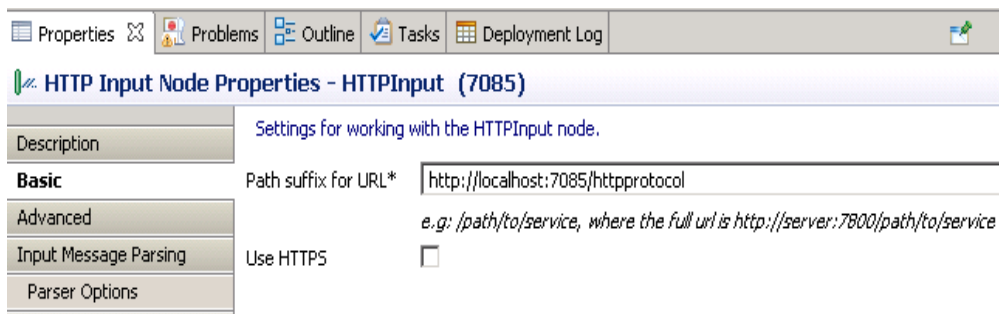 Properties Problems Outline Tasks Deployment Log
HTTP Input Node Properties - HTTPInput (7085)
Description
Settings for working with the HTTPInput node.
Basic
Path suffix for URL* http://localhost:7085/httpprotocol
Advanced
e.g: /path/to/service, where the full url is http://server:7800/path/to/service
Input Message Parsing
Use HTTPS
Parser Options